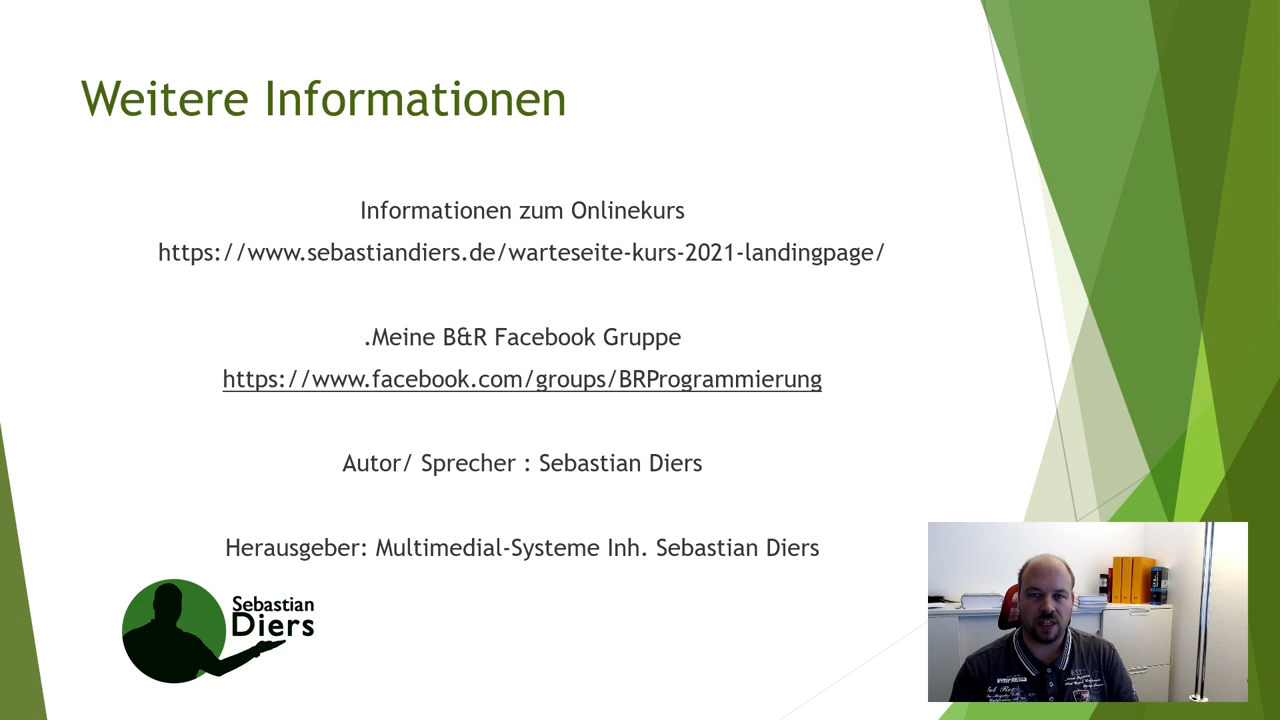 Weitere Informationen
Informationen zum Onlinekurs
https://www.sebastiandiers.de/warteseite-kurs-2021-landingpage/
.Meine B&R Facebook Gruppe
https://www.facebook.com/groups/BRProgrammierung
Autor/ Sprecher : Sebastian Diers
Herausgeber: Multimedial-Systeme Inh. Sebastian Diers
Sebastian
Diers